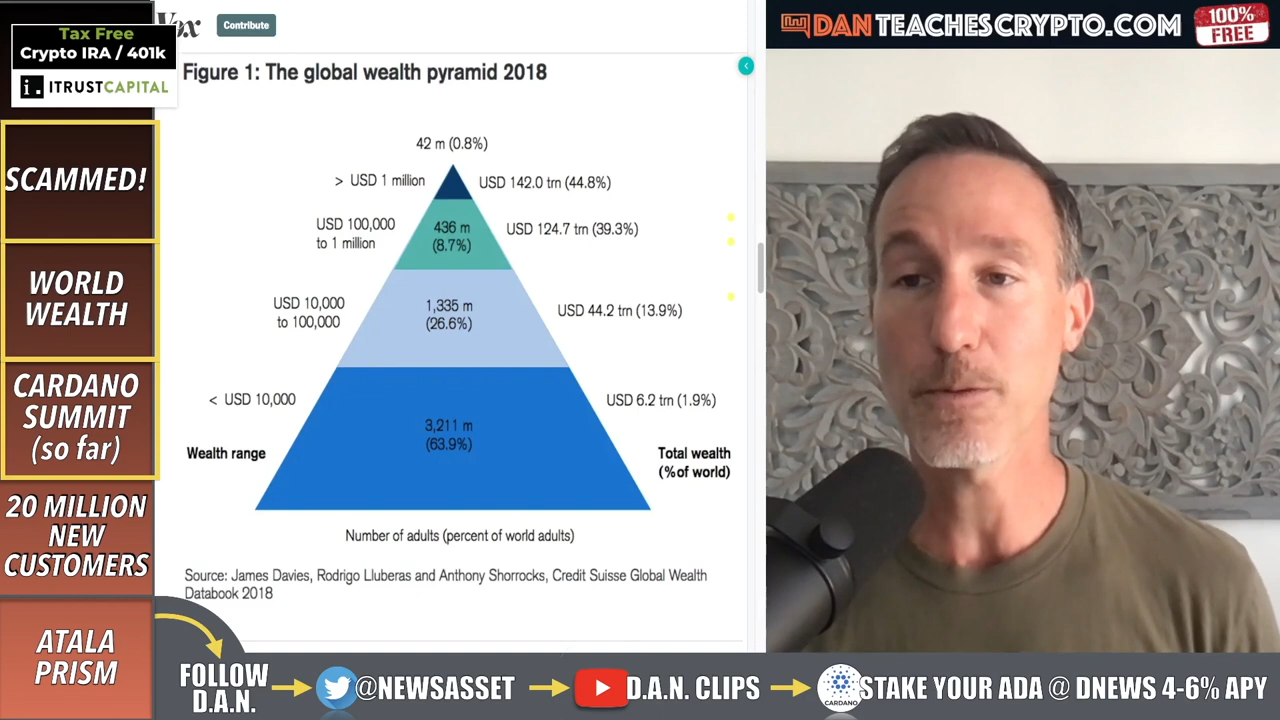 Tax Free
Crypto IRA / 401k
i. ITRUSTCAPITAL
SCAMMED!
WORLD
WEALTH
CARDANO
SUMMIT
(so far)
20 MILLION
NEW
CUSTOMERS
ATALA
PRISM
Vox
Contribute
Figure 1: The global wealth pyramid 2018
42 m (0.8%)
> USD 1 million
USD 142.0 trn (44.8%)
USD 100,000
to 1 million
436 m
(8.7%)
USD 124.7 trn (39.3%)
USD 10,000
to 100,000
1,335 m
(26.6%)
USD 44.2 trn (13.9%)
< USD 10,000
3,211 m
(63.9%)
USD 6.2 trn (1.9%)
Wealth range
Total wealth
(% of world)
Number of adults (percent of world adults)
Source: James Davies, Rodrigo Lluberas and Anthony Shorrocks, Credit Suisse Global Wealth
Databook 2018
DANTEACHESCRYPTO.COM
100%
FREE
FOLLOW
D.A.N.
@NEWSASSET
D.A.N. CLIPS
CARDANO
STAKE YOUR ADA @ DNEWS 4-6% APY